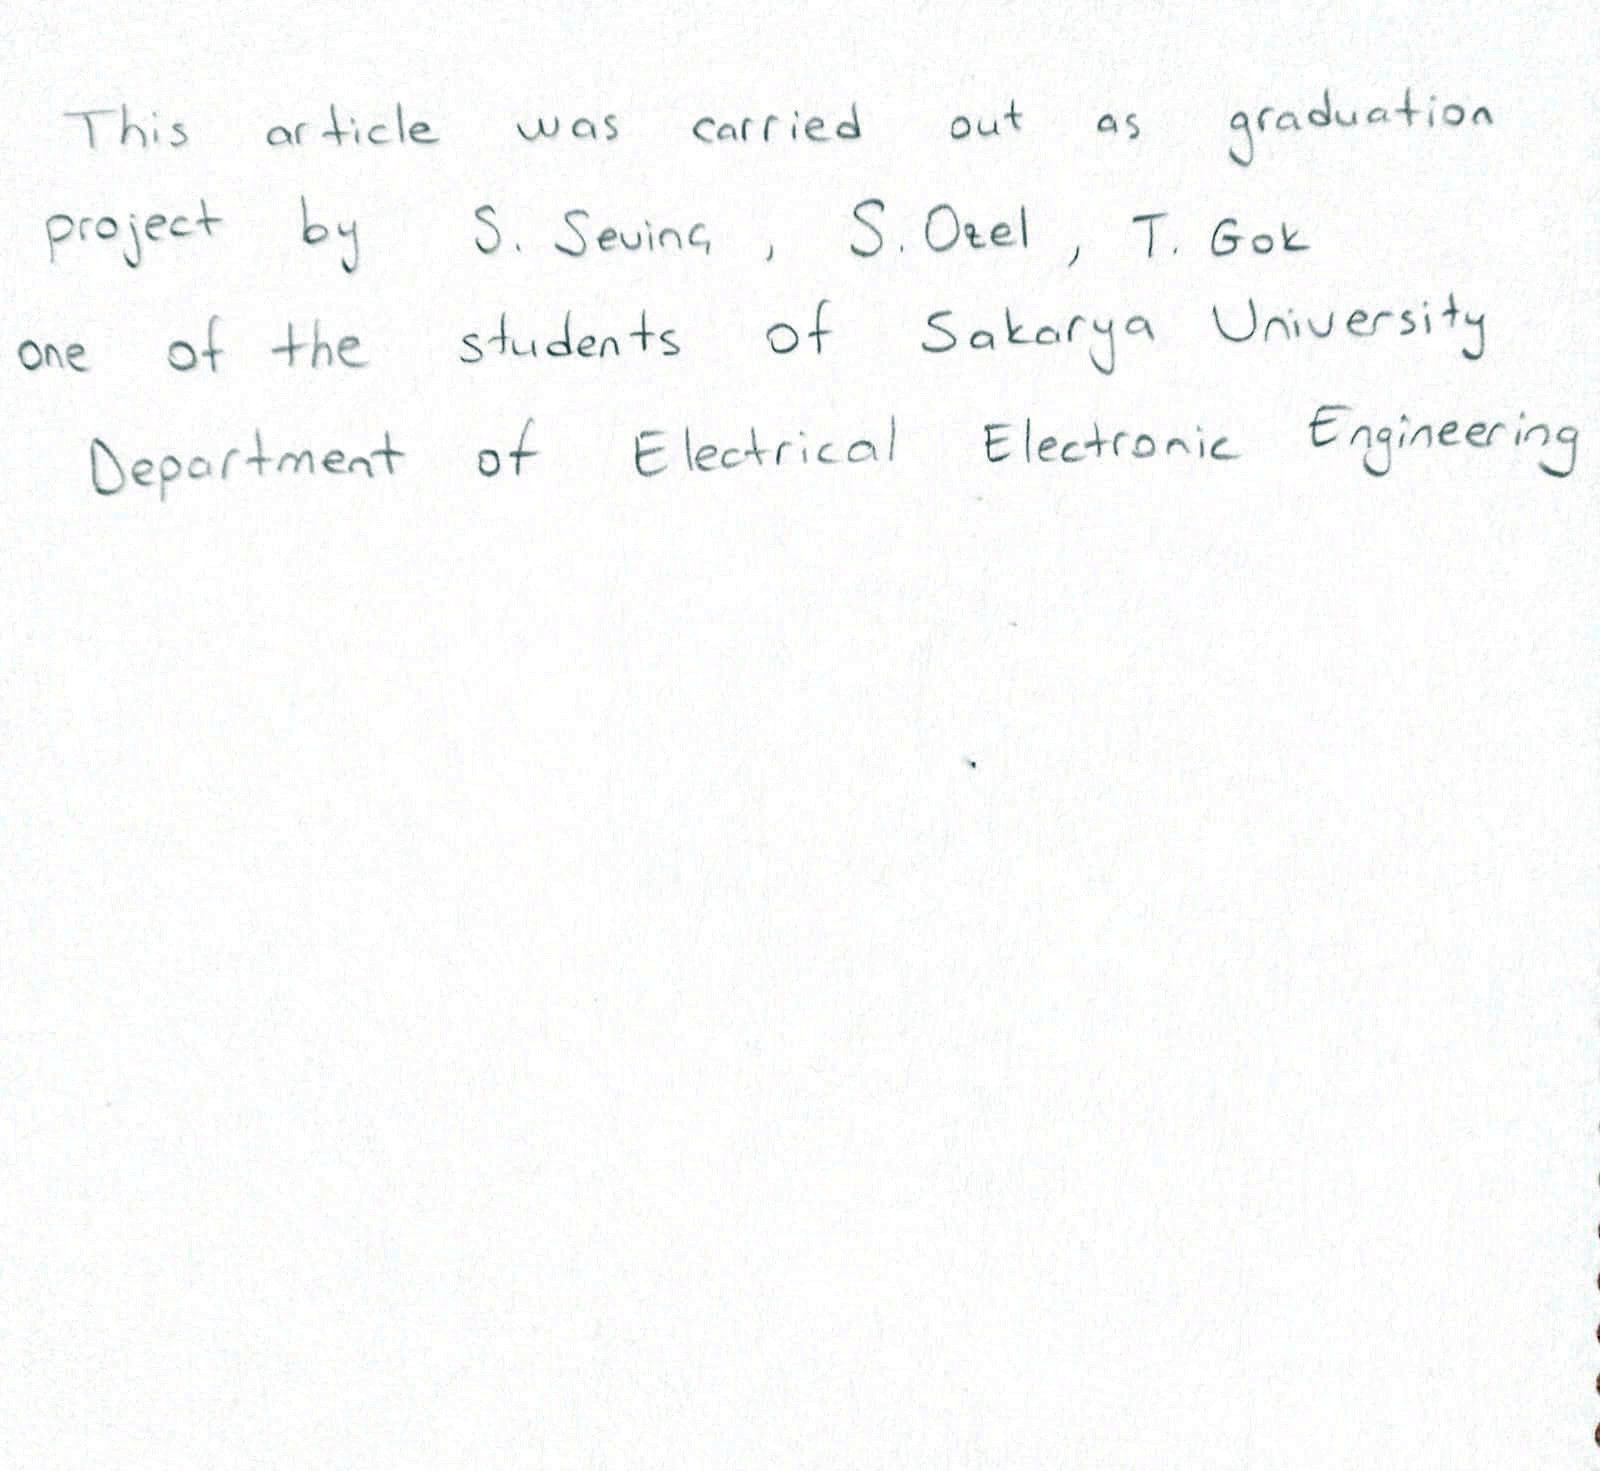 This article was carried out as graduation
project by S. Sevinç , S. Ozel , T. Gok
one of the students of Sakarya University
Department of Electrical Electronic Engineering